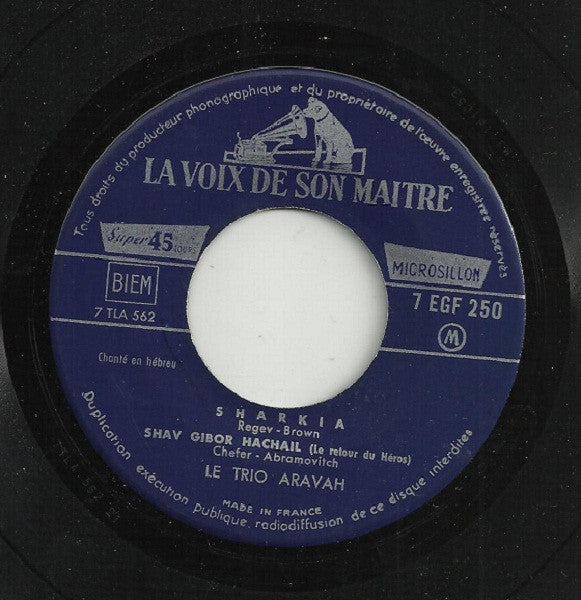 Tous droits du producteur phonographique et du propriétaire de l'œuvre enregistrée réservés
LA VOIX DE SON MAITRE
Super 45 TOURS
MICROSILLON
BIEM
7 EGF 250
7 TLA 562
M
Chanté en hébreu
SHARKIA
Regev - Brown
SHAV GIBOR HACHAIL (Le retour du Héros)
Chefer - Abramovitch
LE TRIO ARAVAH
MADE IN FRANCE
Duplication exécution publique, radiodiffusion de ce disque interdites